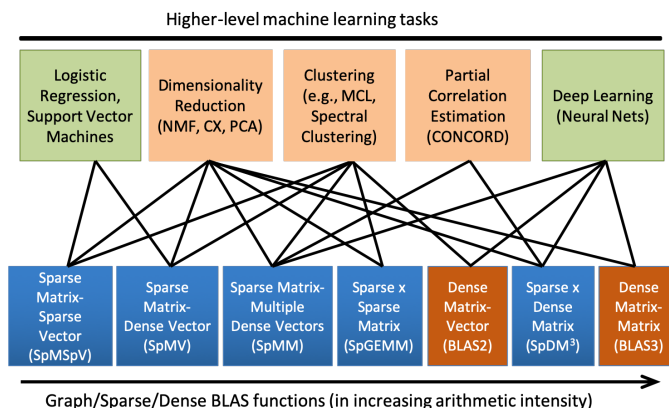 Higher-level machine learning tasks
Logistic
Regression,
Support Vector
Machines
Dimensionality
Reduction
(NMF, CX, PCA)
Clustering
(e.g., MCL,
Spectral
Clustering)
Partial
Correlation
Estimation
(CONCORD)
Deep Learning
(Neural Nets)
Sparse
Matrix-
Sparse
Vector
(SpMSpV)
Sparse
Matrix-
Dense Vector
(SpMV)
Sparse Matrix-
Multiple
Dense Vectors
(SpMM)
Sparse x
Sparse
Matrix
(SpGEMM)
Dense
Matrix-
Vector
(BLAS2)
Sparse x
Dense
Matrix
(SpDM³)
Dense
Matrix-
Matrix
(BLAS3)
Graph/Sparse/Dense BLAS functions (in increasing arithmetic intensity)